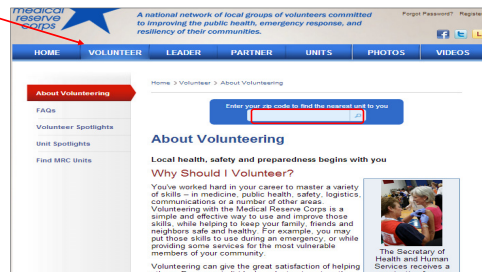 medical
reserve
corps
A national network of local groups of volunteers committed
to improving the public health, emergency response, and
resiliency of their communities.
Forgot Password? Register
HOME VOLUNTEER LEADER PARTNER UNITS PHOTOS VIDEOS
Home > Volunteer > About Volunteering
About Volunteering
FAQs
Volunteer Spotlights
Unit Spotlights
Find MRC Units
Enter your zip code to find the nearest unit to you
About Volunteering
Local health, safety and preparedness begins with you
Why Should I Volunteer?
You've worked hard in your career to master a variety
of skills – in medicine, public health, safety, logistics,
communications or a number of other areas.
Volunteering with the Medical Reserve Corps is a
simple and effective way to use and improve those
skills, while helping to keep your family, friends and
neighbors safe and healthy. For example, you may
put those skills to use during an emergency, or while
providing some services for the most vulnerable
members of your community.
Volunteering can give the great satisfaction of helping
The Secretary of
Health and Human
Services receives a